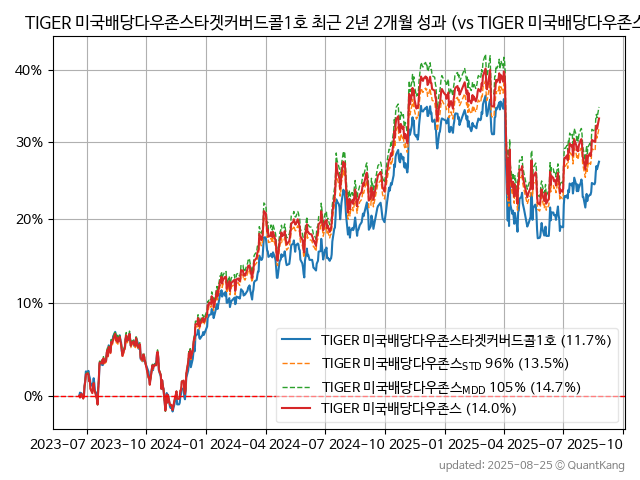 TIGER 미국배당다우존스타겟커버드콜1호 최근 2년 2개월 성과 (vs TIGER 미국배당다우존스
40%
30%
20%
10%
0%
TIGER 미국배당다우존스타겟커버드콜1호 (11.7%)
TIGER 미국배당다우존스STD 96% (13.5%)
TIGER 미국배당다우존스MDD 105% (14.7%)
TIGER 미국배당다우존스 (14.0%)
2023-07 2023-10 2024-01 2024-04 2024-07 2024-10 2025-01 2025-04 2025-07 2025-10
updated: 2025-08-25 © QuantKang